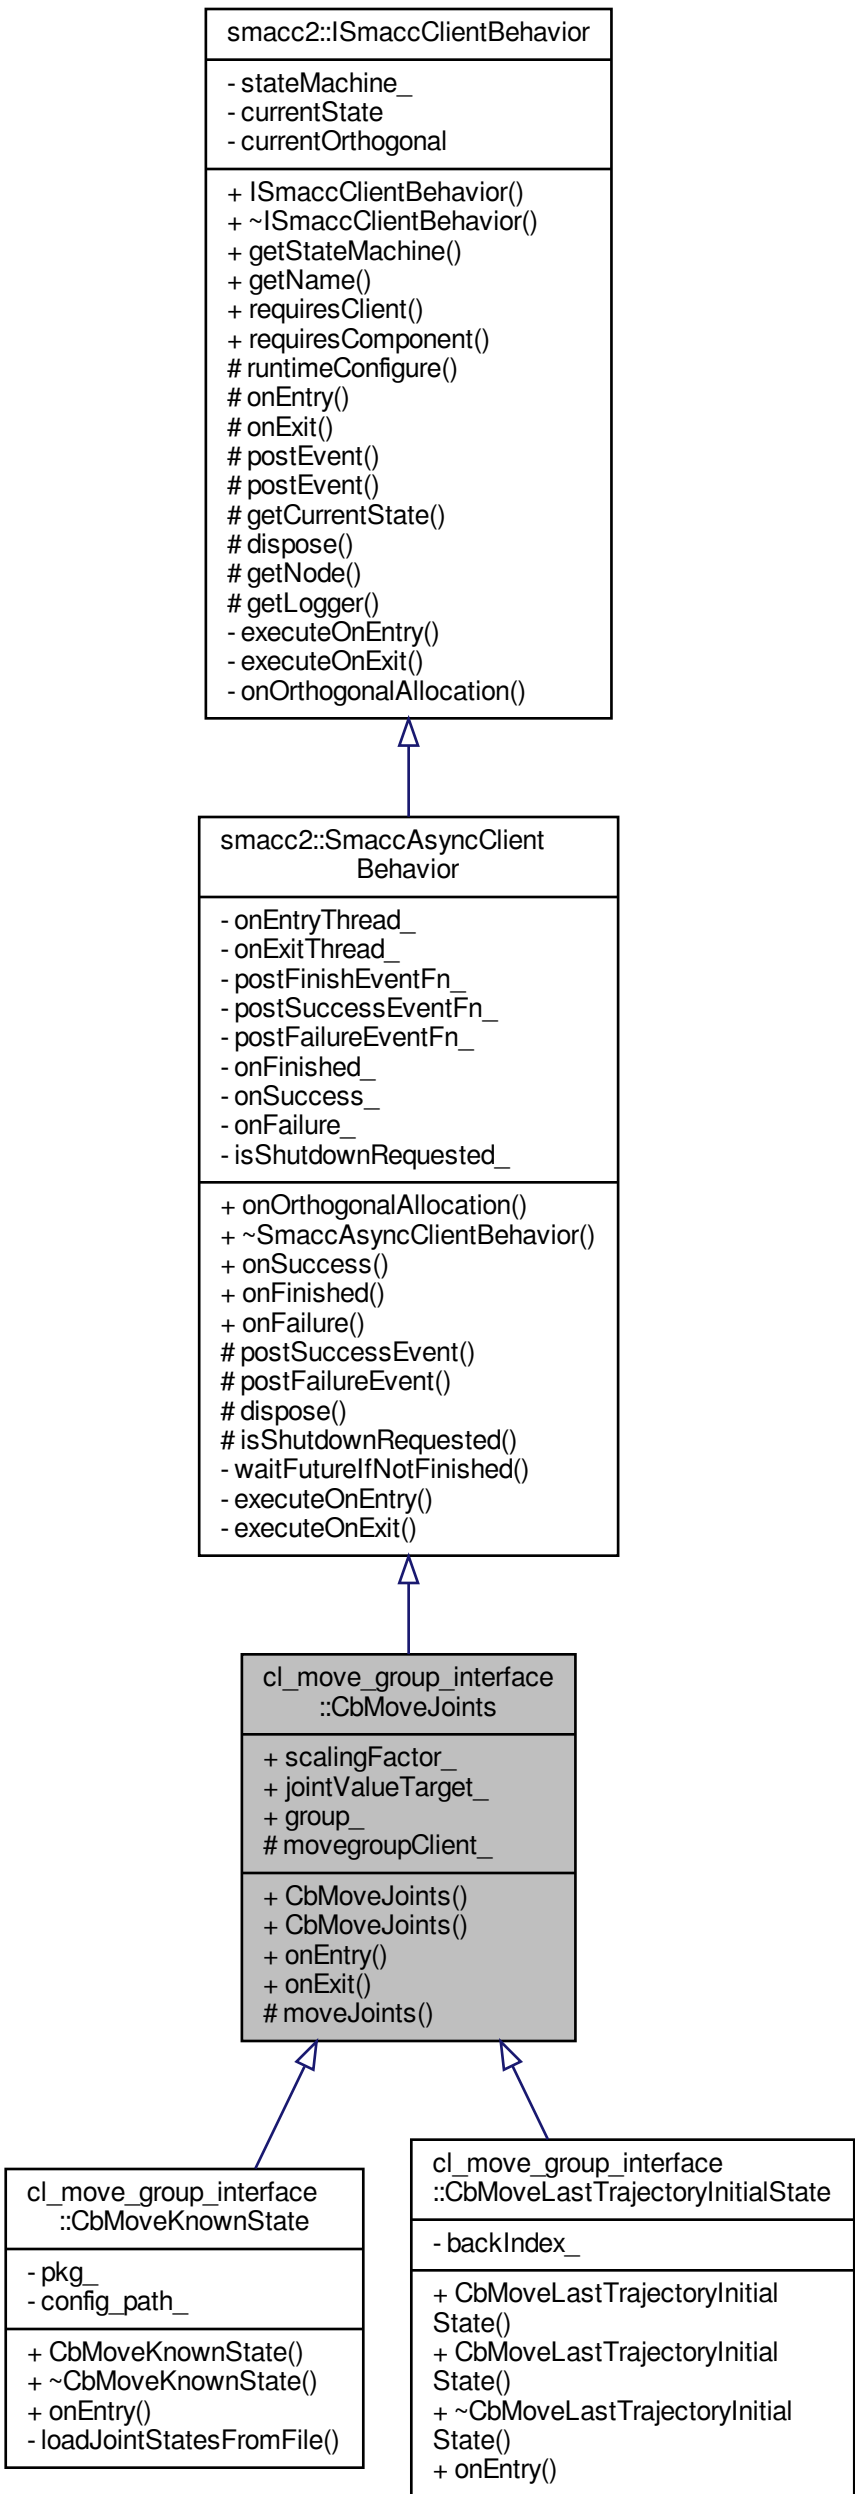 smacc2::ISmaccClientBehavior
- stateMachine_
- currentState
- currentOrthogonal
+ ISmaccClientBehavior()
+ ~ISmaccClientBehavior()
+ getStateMachine()
+ getName()
+ requiresClient()
+ requiresComponent()
# runtimeConfigure()
# onEntry()
# onExit()
# postEvent()
# postEvent()
# getCurrentState()
# dispose()
# getNode()
# getLogger()
- executeOnEntry()
- executeOnExit()
- onOrthogonalAllocation()
smacc2::SmaccAsyncClient
Behavior
- onEntryThread_
- onExitThread_
- postFinishEventFn_
- postSuccessEventFn_
- postFailureEventFn_
- onFinished_
- onSuccess_
- onFailure_
- isShutdownRequested_
+ onOrthogonalAllocation()
+ ~SmaccAsyncClientBehavior()
+ onSuccess()
+ onFinished()
+ onFailure()
# postSuccessEvent()
# postFailureEvent()
# dispose()
# isShutdownRequested()
- waitFutureIfNotFinished()
- executeOnEntry()
- executeOnExit()
cl_move_group_interface
::CbMoveJoints
+ scalingFactor_
+ jointValueTarget_
+ group_
# movegroupClient_
+ CbMoveJoints()
+ CbMoveJoints()
+ onEntry()
+ onExit()
# moveJoints()
cl_move_group_interface
::CbMoveKnownState
- pkg_
- config_path_
+ CbMoveKnownState()
+ ~CbMoveKnownState()
+ onEntry()
- loadJointStatesFromFile()
cl_move_group_interface
::CbMoveLastTrajectoryInitialState
- backIndex_
+ CbMoveLastTrajectoryInitial
State()
+ CbMoveLastTrajectoryInitial
State()
+ ~CbMoveLastTrajectoryInitial
State()
+ onEntry()